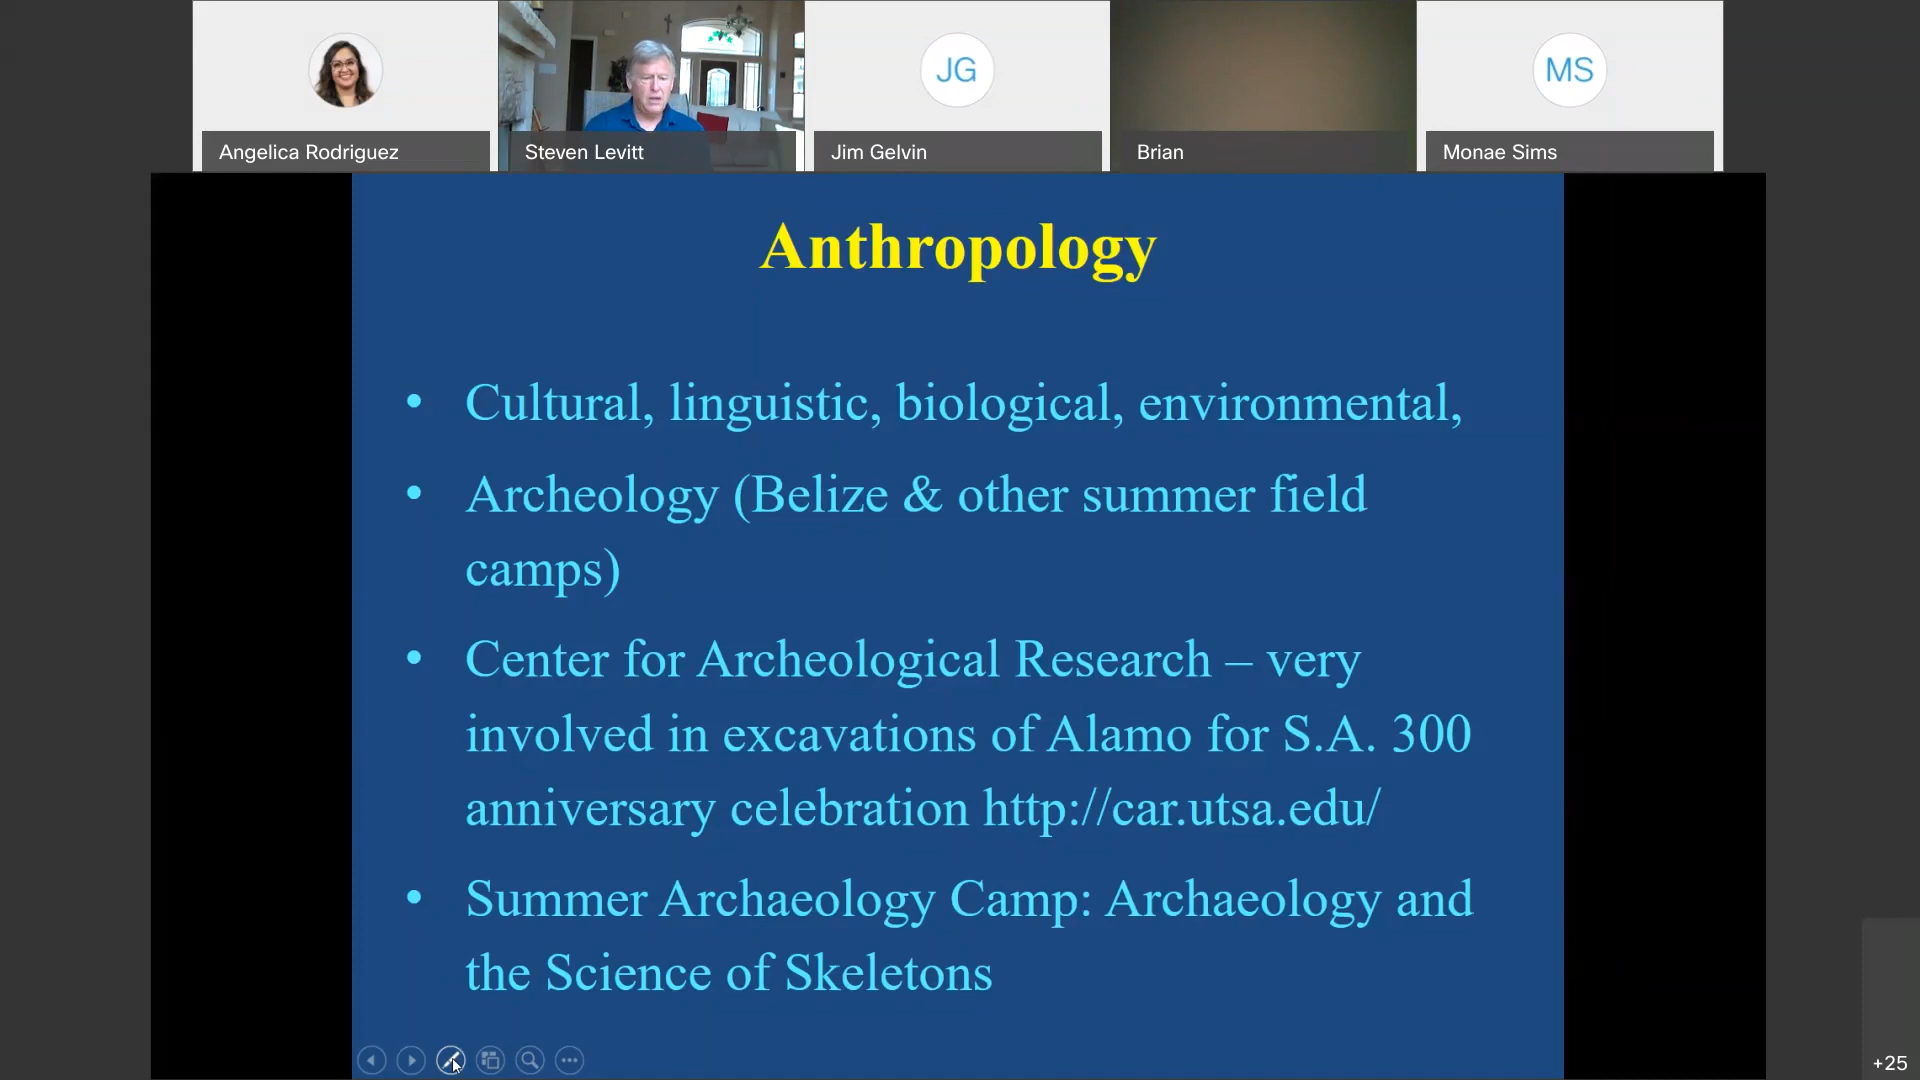 Angelica Rodriguez
Steven Levitt
JG
Jim Gelvin
Brian
MS
Monae Sims
Anthropology
• Cultural, linguistic, biological, environmental,
• Archeology (Belize & other summer field
camps)
• Center for Archeological Research – very
involved in excavations of Alamo for S.A. 300
anniversary celebration http://car.utsa.edu/
• Summer Archaeology Camp: Archaeology and
the Science of Skeletons
+25